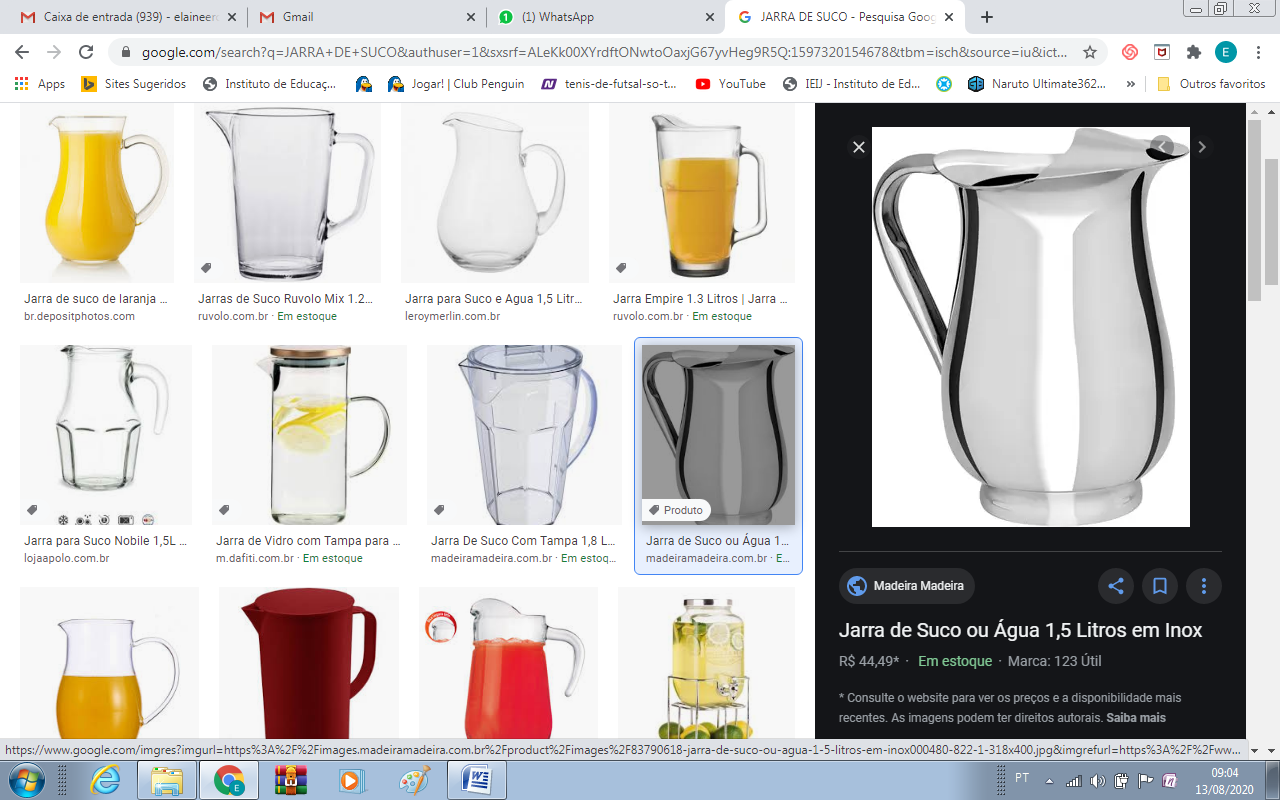 Caixa de entrada (939) - elaineer
Gmail
(1) WhatsApp
JARRA DE SUCO - Pesquisa Goog
google.com/search?q=JARRA+DE+SUCO&authuser=1&sxsrf=ALeKk00XYrdftONwtoOaxjG67yvHeg9R5Q:1597320154678&tbm=isch&source=iu&ict...
E
Apps
Sites Sugeridos
Instituto de Educaç...
Jogar! | Club Penguin
tenis-de-futsal-so-t...
YouTube
IEIJ - Instituto de Ed...
Naruto Ultimate362...
»
Outros favoritos
Jarra de suco de laranja ...
br.depositphotos.com
Jarras de Suco Ruvolo Mix 1.2...
ruvolo.com.br · Em estoque
Jarra para Suco e Agua 1,5 Litr...
leroymerlin.com.br
Jarra Empire 1.3 Litros | Jarra ...
ruvolo.com.br · Em estoque
Jarra para Suco Nobile 1,5L ...
lojaapolo.com.br
Jarra de Vidro com Tampa para ...
m.dafiti.com.br · Em estoque
Jarra De Suco Com Tampa 1,8 L...
madeiramadeira.com.br · Em estoq...
Produto
Jarra de Suco ou Água 1...
madeiramadeira.com.br · E...
Madeira Madeira
Jarra de Suco ou Água 1,5 Litros em Inox
R$ 44,49* · Em estoque · Marca: 123 Útil
* Consulte o website para ver os preços e a disponibilidade mais
recentes. As imagens podem ter direitos autorais. Saiba mais
https://www.google.com/imgres?imgurl=https%3A%2F%2Fimages.madeiramadeira.com.br%2Fproduct%2Fimages%2F83790618-jarra-de-suco-ou-agua-1-5-litros-em-inox000480-822-1-318x400.jpg&imgrefurl=https%3A%2F%2Fww...
PT
09:04
13/08/2020